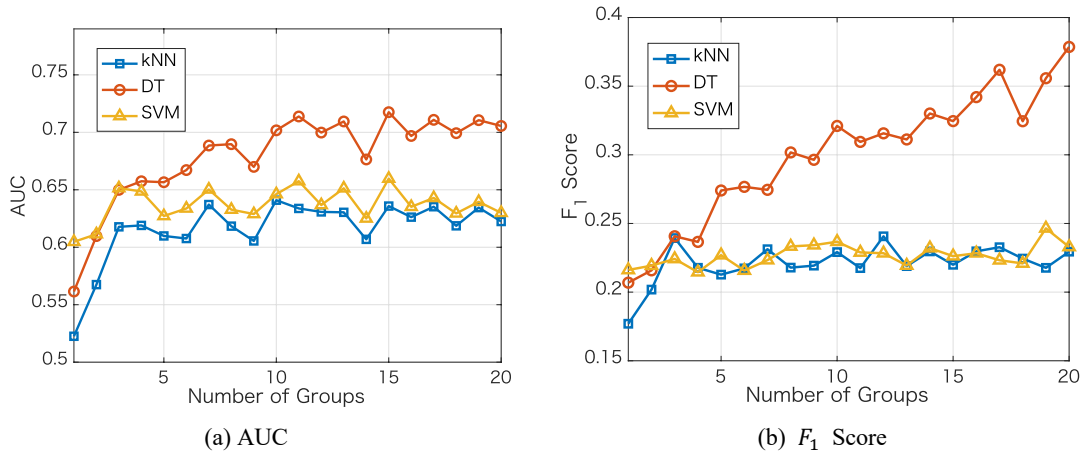 0.75
0.7
0.65
0.6
0.55
0.5
AUC
kNN
DT
SVM
5
10
15
20
Number of Groups
(a) AUC
0.4
0.35
0.3
0.25
0.2
0.15
F₁ Score
kNN
DT
SVM
5
10
15
20
Number of Groups
(b) F₁ Score